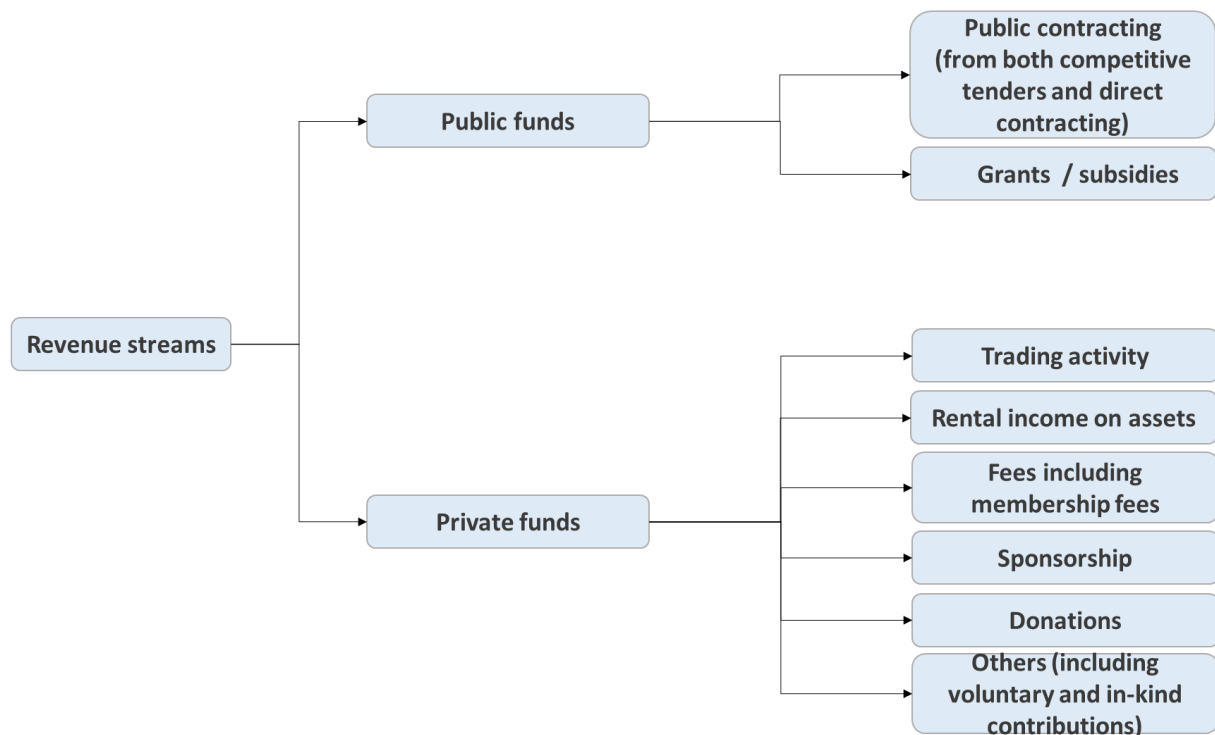 Public contracting
(from both competitive
tenders and direct
contracting)
Public funds
Grants / subsidies
Revenue streams
Trading activity
Rental income on assets
Fees including
membership fees
Private funds
Sponsorship
Donations
Others (including
voluntary and in-kind
contributions)